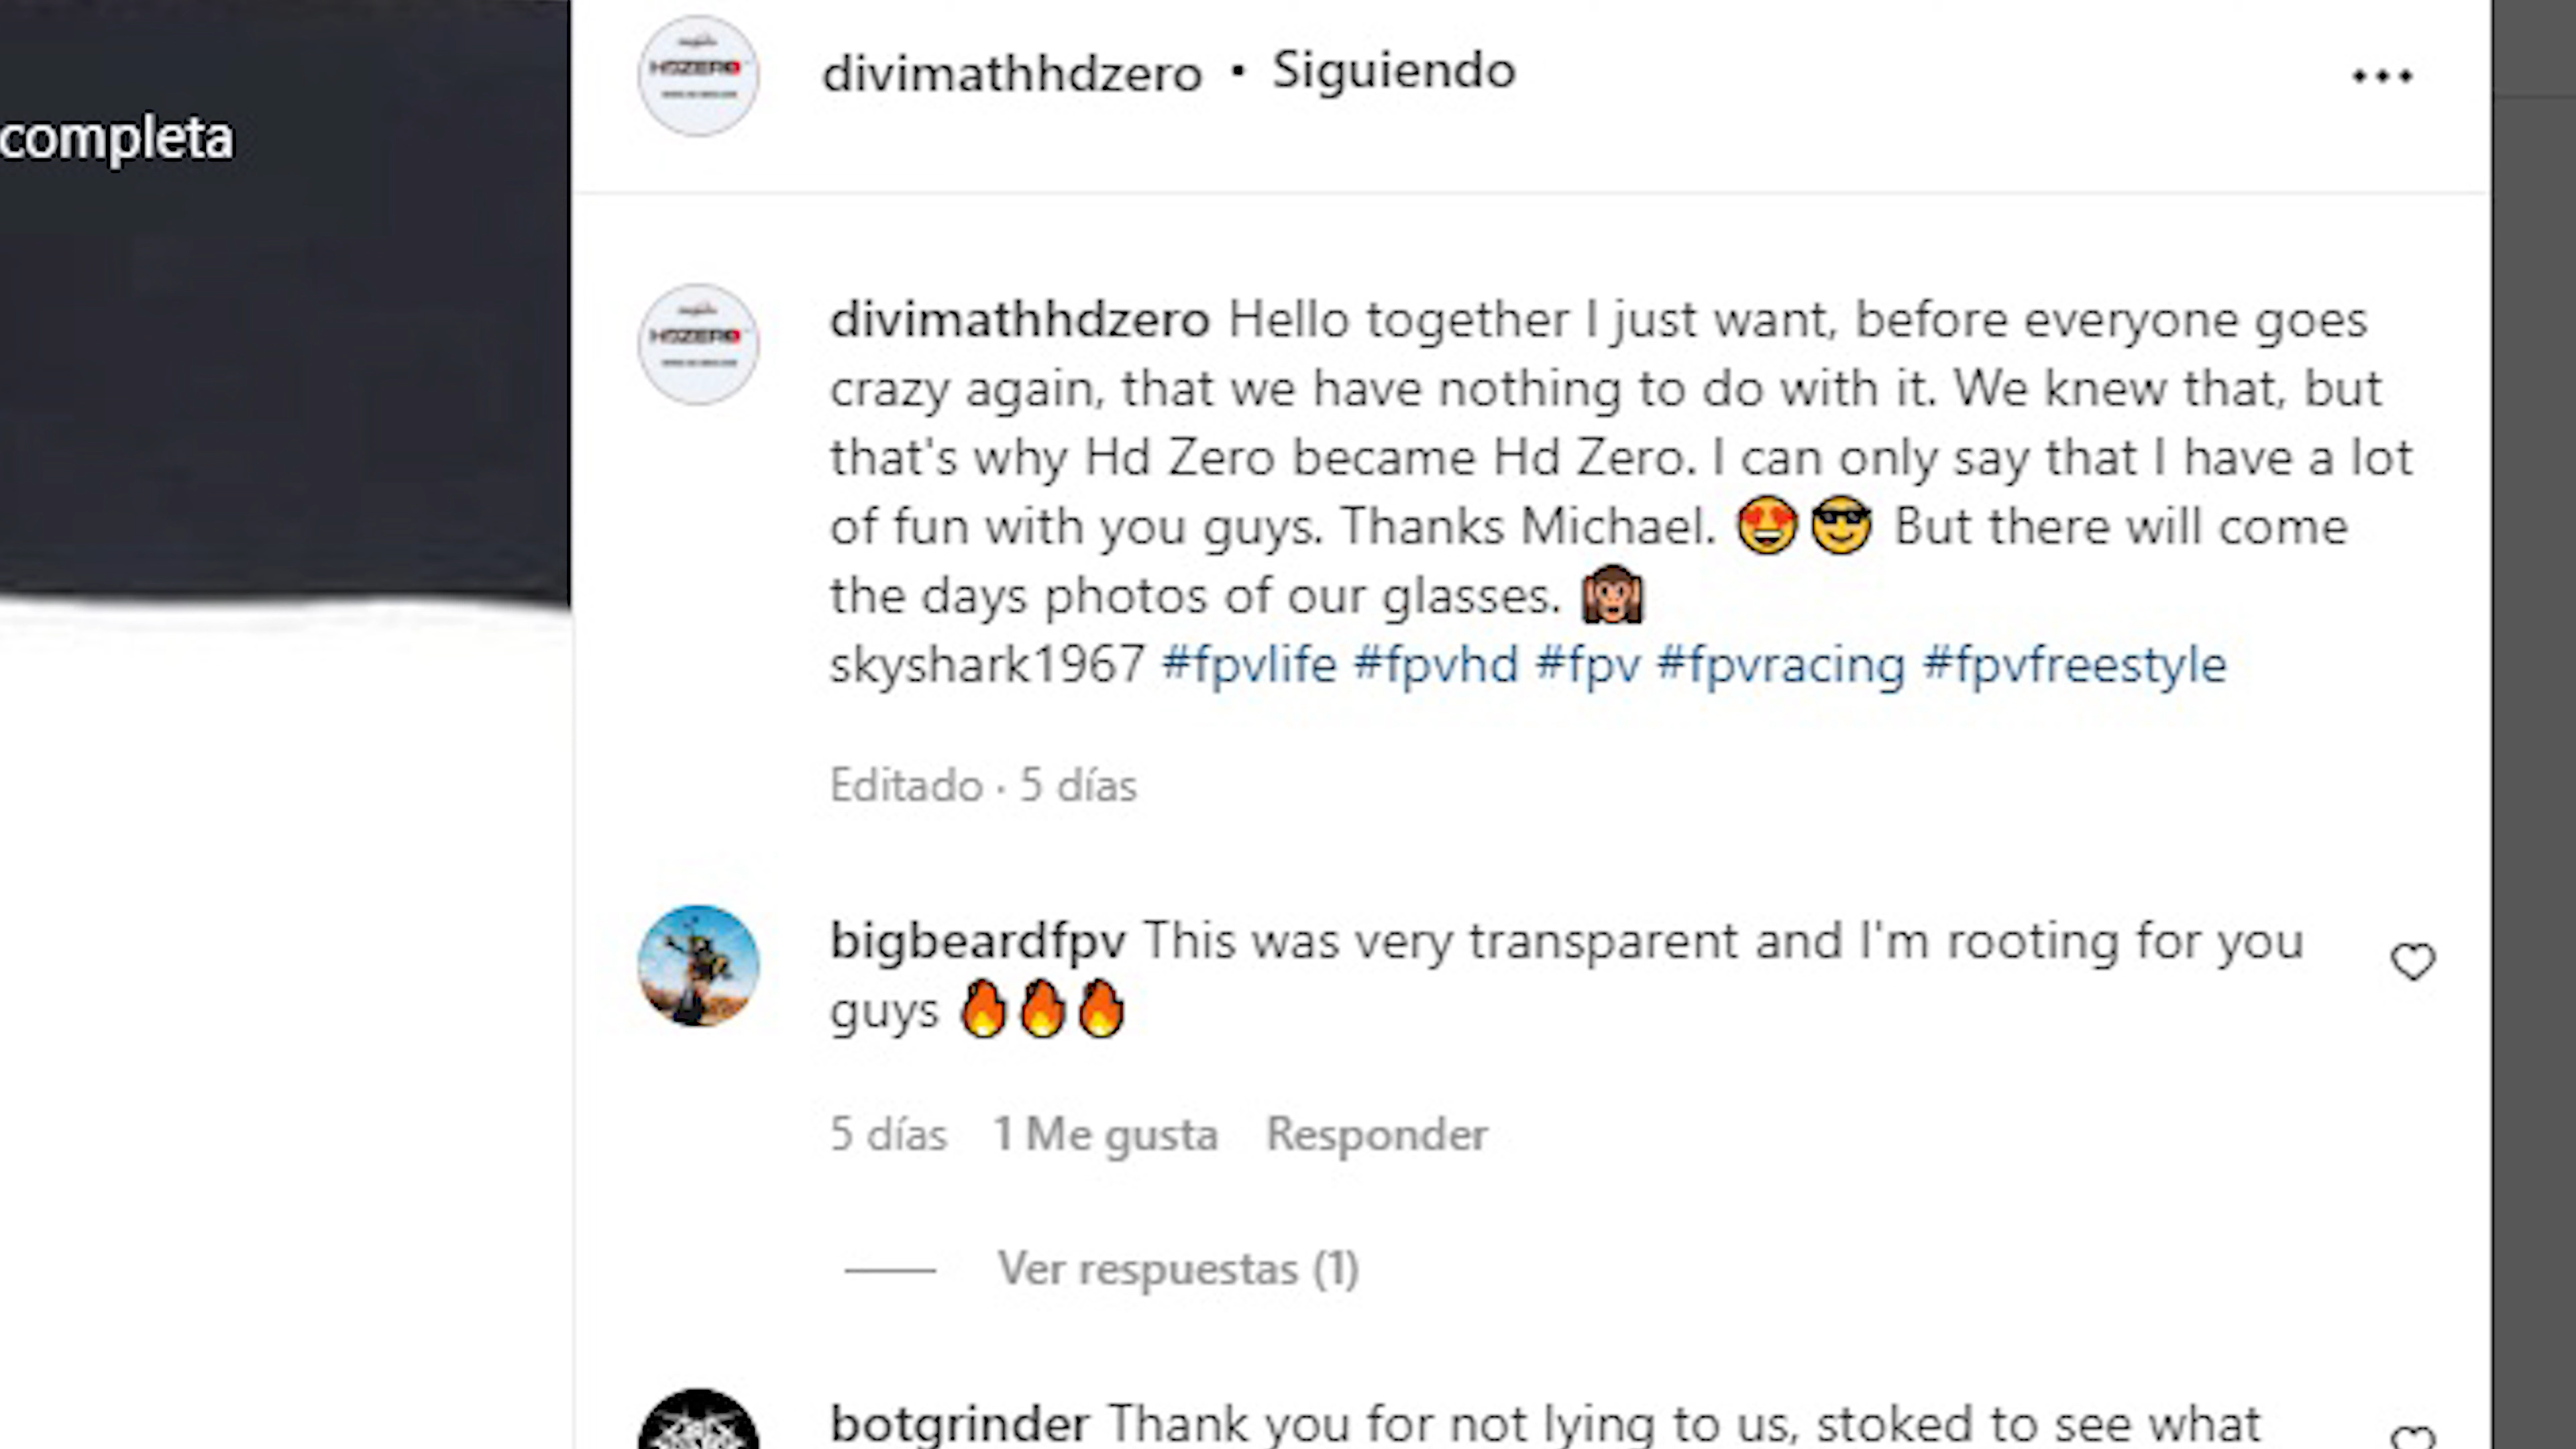 completa
HDZERO
divimathhdzero • Siguiendo
HDZERO
divimathhdzero Hello together I just want, before everyone goes
crazy again, that we have nothing to do with it. We knew that, but
that's why Hd Zero became Hd Zero. I can only say that I have a lot
of fun with you guys. Thanks Michael. 😍😎 But there will come
the days photos of our glasses. 🙉
skyshark1967 #fpvlife #fpvhd #fpv #fpvracing #fpvfreestyle
Editado · 5 días
bigbeardfpv This was very transparent and I'm rooting for you
guys 🔥🔥🔥
5 días 1 Me gusta Responder
Ver respuestas (1)
botgrinder Thank you for not lying to us, stoked to see what